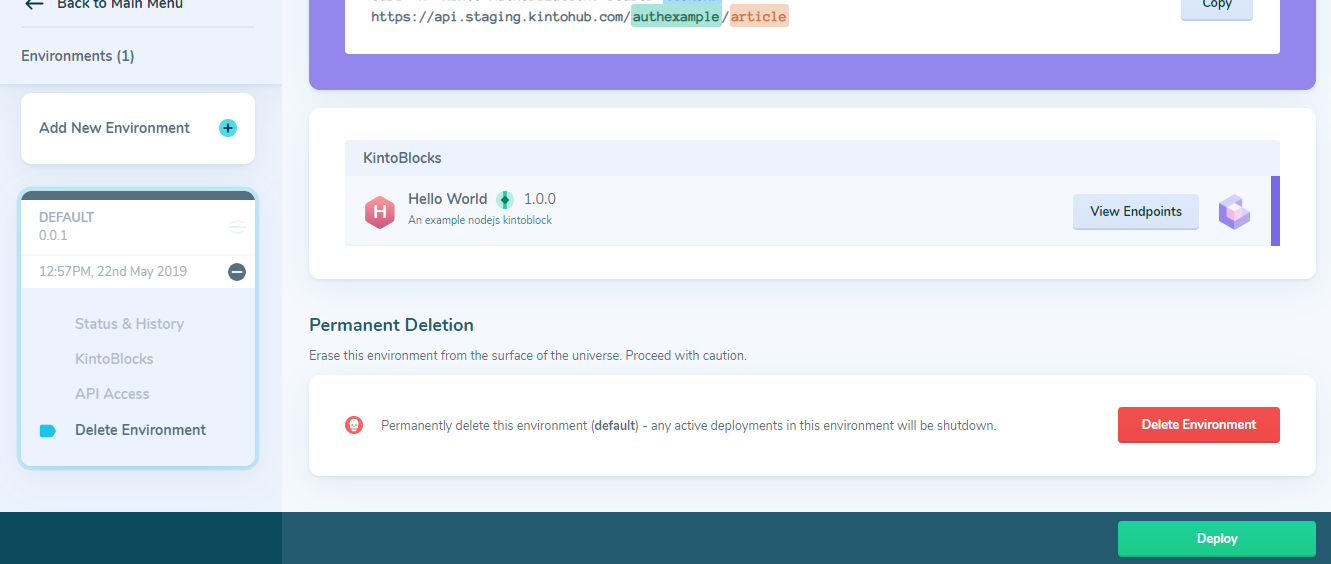 Back to Main Menu
Environments (1)
Add New Environment
DEFAULT
0.0.1
12:57PM, 22nd May 2019
Status & History
KintoBlocks
API Access
Delete Environment
https://api.staging.kintohub.com/authexample/article
Copy
KintoBlocks
H
Hello World 1.0.0
An example nodejs kintoblock
View Endpoints
Permanent Deletion
Erase this environment from the surface of the universe. Proceed with caution.
Permanently delete this environment (default) - any active deployments in this environment will be shutdown.
Delete Environment
Deploy